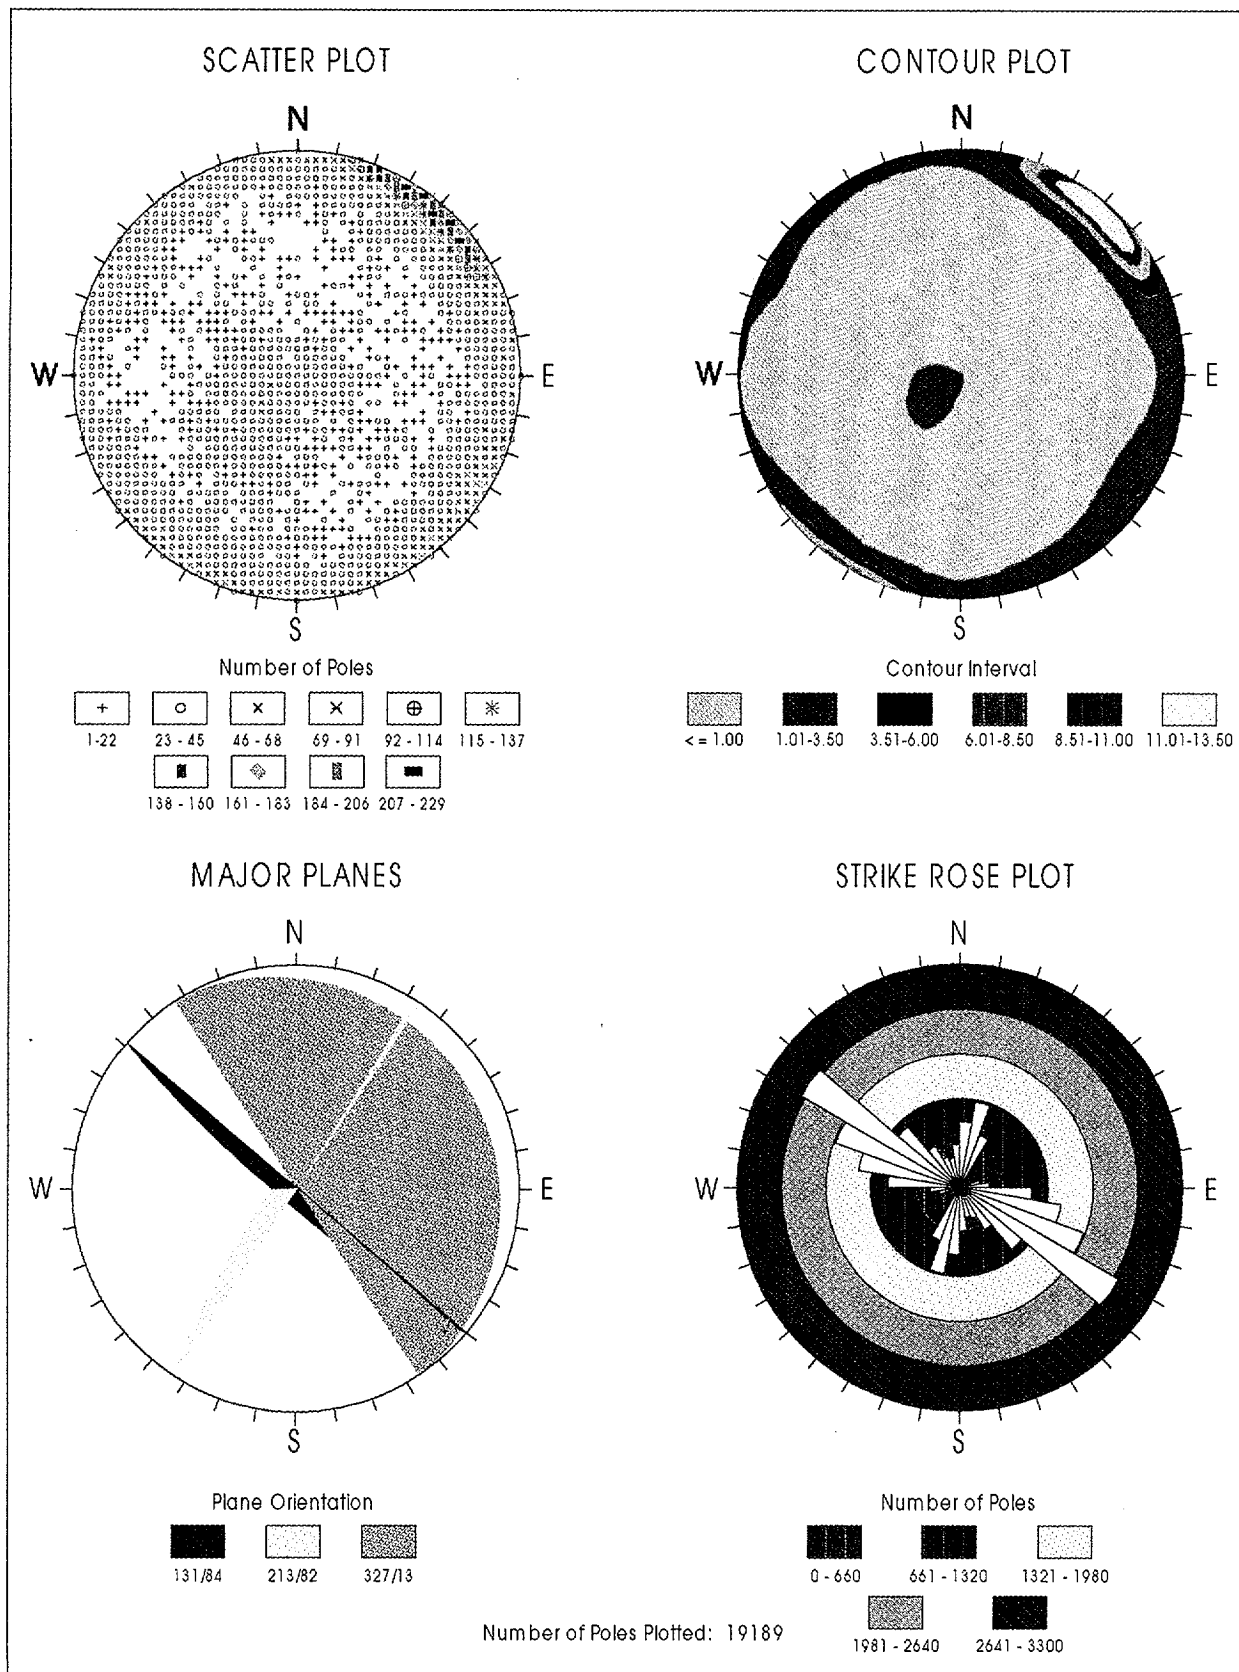 SCATTER PLOT
N
W
E
S
Number of Poles
1-22
23 - 45
46 - 68
69 - 91
92 - 114
115 - 137
138 - 160
161 - 183
184 - 206
207 - 229
CONTOUR PLOT
N
W
E
S
Contour Interval
< = 1.00
1.01-3.50
3.51-6.00
6.01-8.50
8.51-11.00
11.01-13.50
MAJOR PLANES
N
W
E
S
Plane Orientation
131/84
213/82
327/13
STRIKE ROSE PLOT
N
W
E
S
Number of Poles
0 - 660
661 - 1320
1321 - 1980
1981 - 2640
2641 - 3300
Number of Poles Plotted: 19189